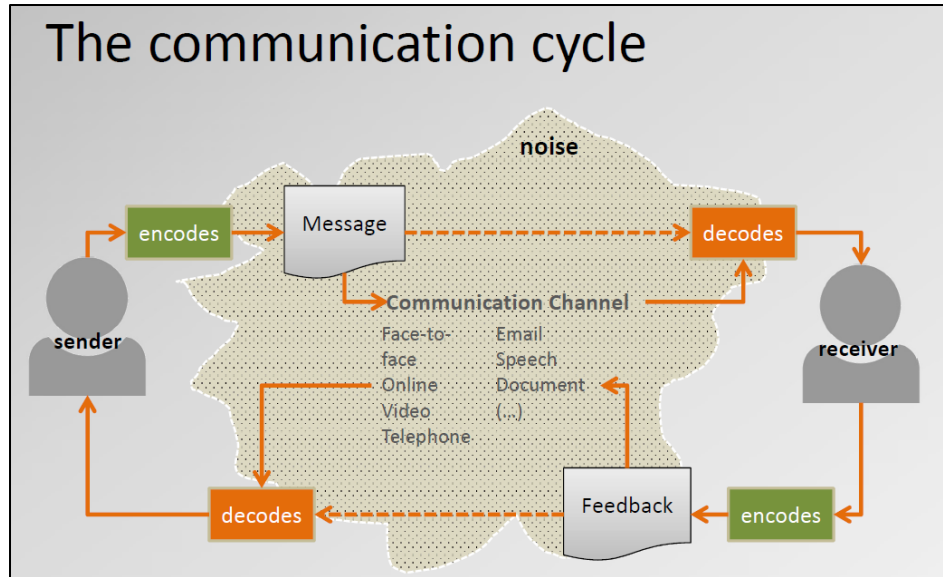 The communication cycle
noise
encodes
Message
decodes
Communication Channel
sender
receiver
Face-to-
face
Online
Video
Telephone
Email
Speech
Document
(...)
decodes
Feedback
encodes